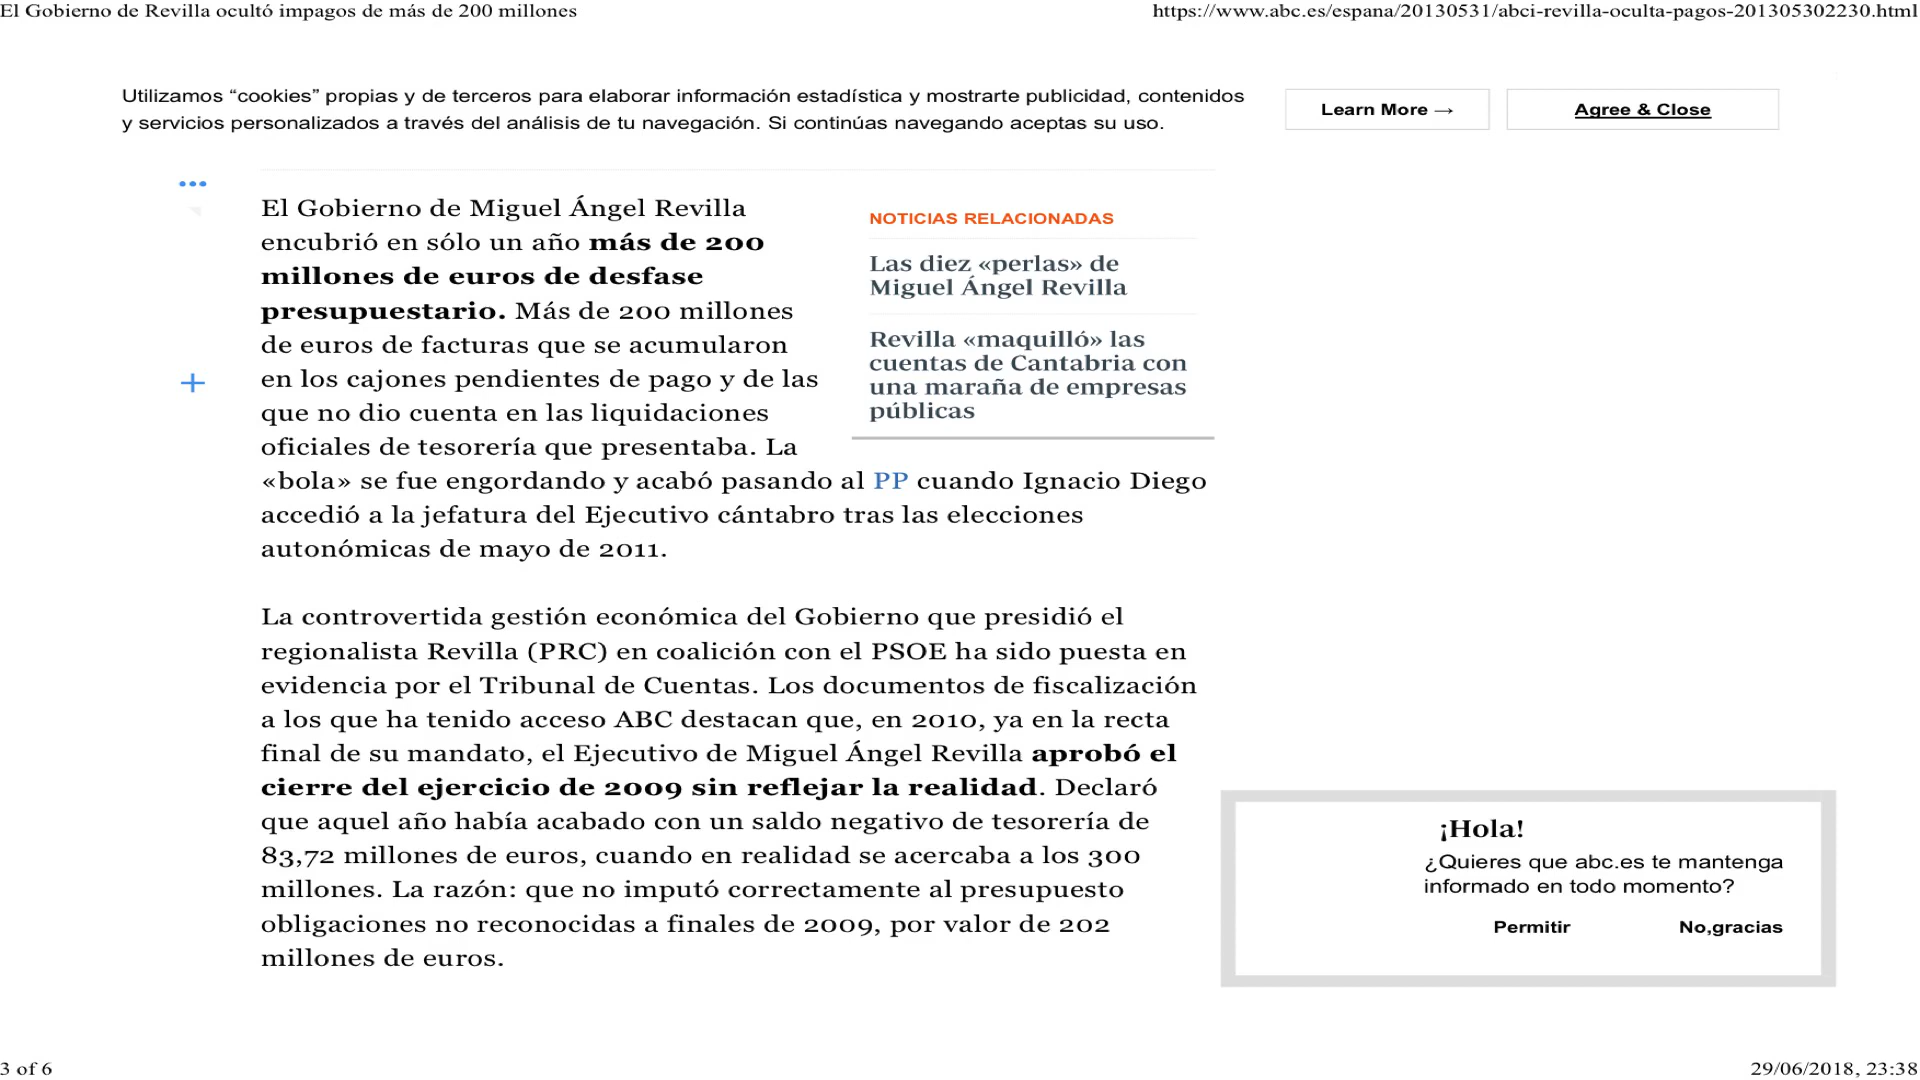 El Gobierno de Revilla ocultó impagos de más de 200 millones
https://www.abc.es/espana/20130531/abci-revilla-oculta-pagos-201305302230.html
Utilizamos “cookies” propias y de terceros para elaborar información estadística y mostrarte publicidad, contenidos
y servicios personalizados a través del análisis de tu navegación. Si continúas navegando aceptas su uso.
Learn More →
Agree & Close
El Gobierno de Miguel Ángel Revilla
encubrió en sólo un año más de 200
millones de euros de desfase
presupuestario. Más de 200 millones
de euros de facturas que se acumularon
en los cajones pendientes de pago y de las
que no dio cuenta en las liquidaciones
oficiales de tesorería que presentaba. La
«bola» se fue engordando y acabó pasando al PP cuando Ignacio Diego
accedió a la jefatura del Ejecutivo cántabro tras las elecciones
autonómicas de mayo de 2011.
NOTICIAS RELACIONADAS
Las diez «perlas» de
Miguel Ángel Revilla
Revilla «maquilló» las
cuentas de Cantabria con
una maraña de empresas
públicas
La controvertida gestión económica del Gobierno que presidió el
regionalista Revilla (PRC) en coalición con el PSOE ha sido puesta en
evidencia por el Tribunal de Cuentas. Los documentos de fiscalización
a los que ha tenido acceso ABC destacan que, en 2010, ya en la recta
final de su mandato, el Ejecutivo de Miguel Ángel Revilla aprobó el
cierre del ejercicio de 2009 sin reflejar la realidad. Declaró
que aquel año había acabado con un saldo negativo de tesorería de
83,72 millones de euros, cuando en realidad se acercaba a los 300
millones. La razón: que no imputó correctamente al presupuesto
obligaciones no reconocidas a finales de 2009, por valor de 202
millones de euros.
¡Hola!
¿Quieres que abc.es te mantenga
informado en todo momento?
Permitir
No,gracias
3 of 6
29/06/2018, 23:38